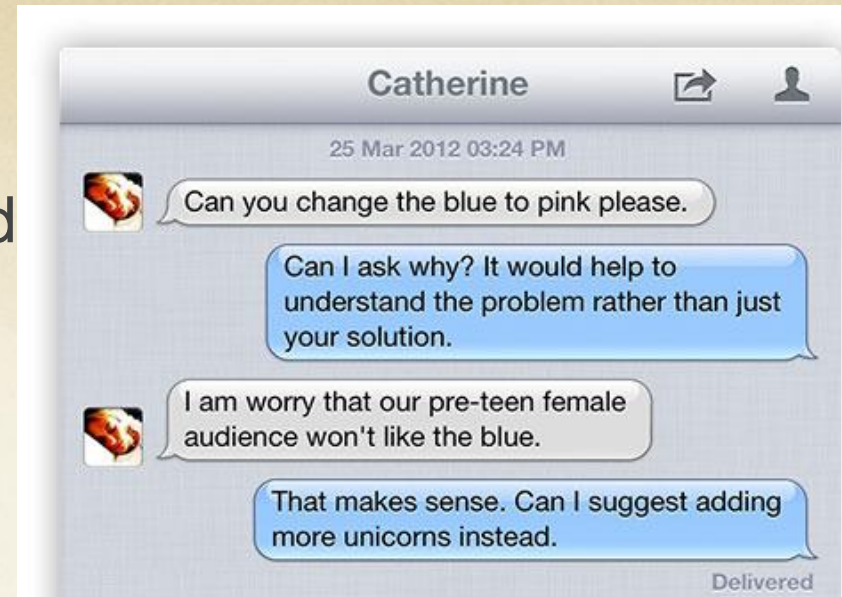 Catherine
25 Mar 2012 03:24 PM
Can you change the blue to pink please.
Can I ask why? It would help to
understand the problem rather than just
your solution.
I am worry that our pre-teen female
audience won't like the blue.
That makes sense. Can I suggest adding
more unicorns instead.
Delivered